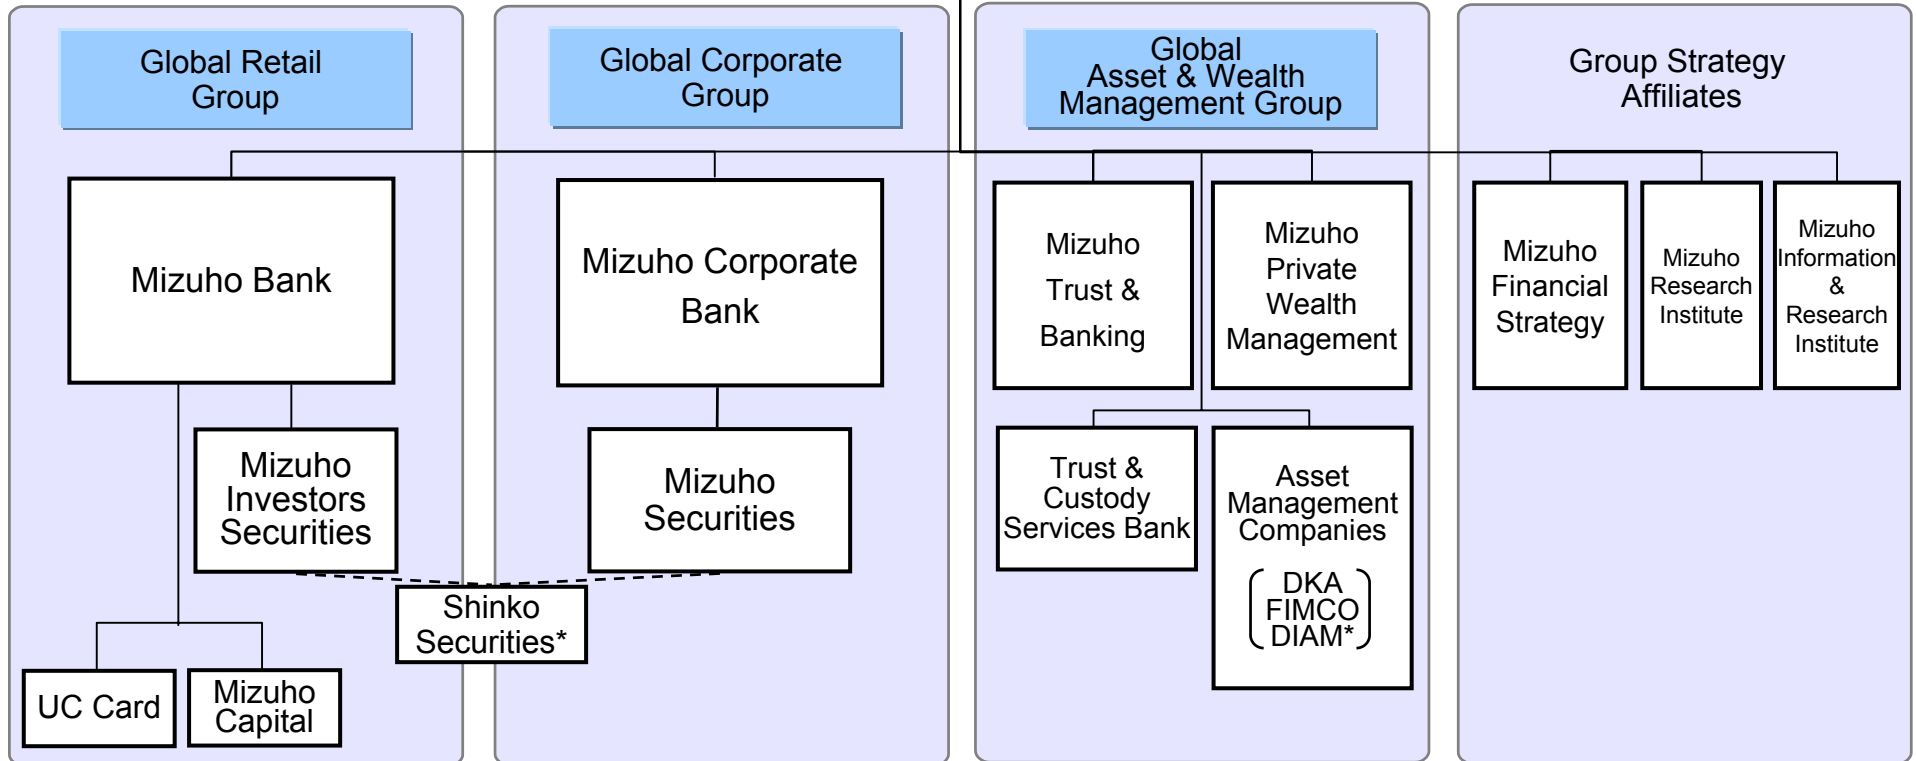 Global Retail
Group
Global Corporate
Group
Global
Asset & Wealth
Management Group
Group Strategy
Affiliates
Mizuho Bank
Mizuho Corporate
Bank
Mizuho
Trust &
Banking
Mizuho
Private
Wealth
Management
Mizuho
Financial
Strategy
Mizuho
Research
Institute
Mizuho
Information
&
Research
Institute
Mizuho
Investors
Securities
Mizuho
Securities
Trust &
Custody
Services Bank
Asset
Management
Companies
DKA
FIMCO
DIAM*
Shinko
Securities*
UC Card
Mizuho
Capital